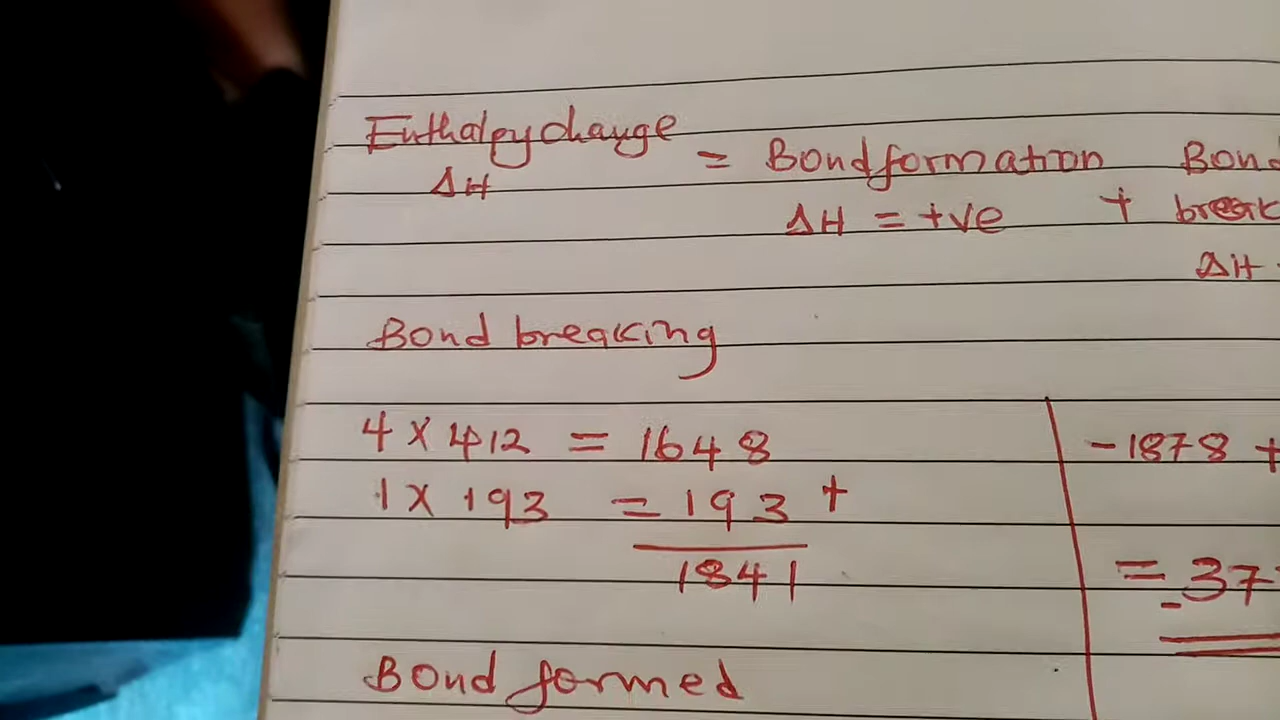 Enthalpy change = Bond formation Bond
ΔH ΔH = +ve + break
ΔH
Bond breaking
4 × 412 = 1648
1 × 193 = 193 +
1841
-1878 +
= -37
Bond formed